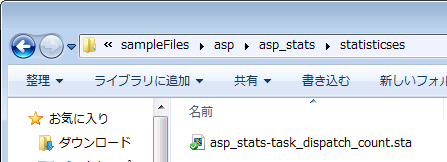 « sampleFiles ▸ asp ▸ asp_stats ▸ statisticses
整理 ▼ ライブラリに追加 ▼ 共有 ▼ 書き込む 新しいフォル
お気に入り
ダウンロード
名前
asp_stats-task_dispatch_count.sta